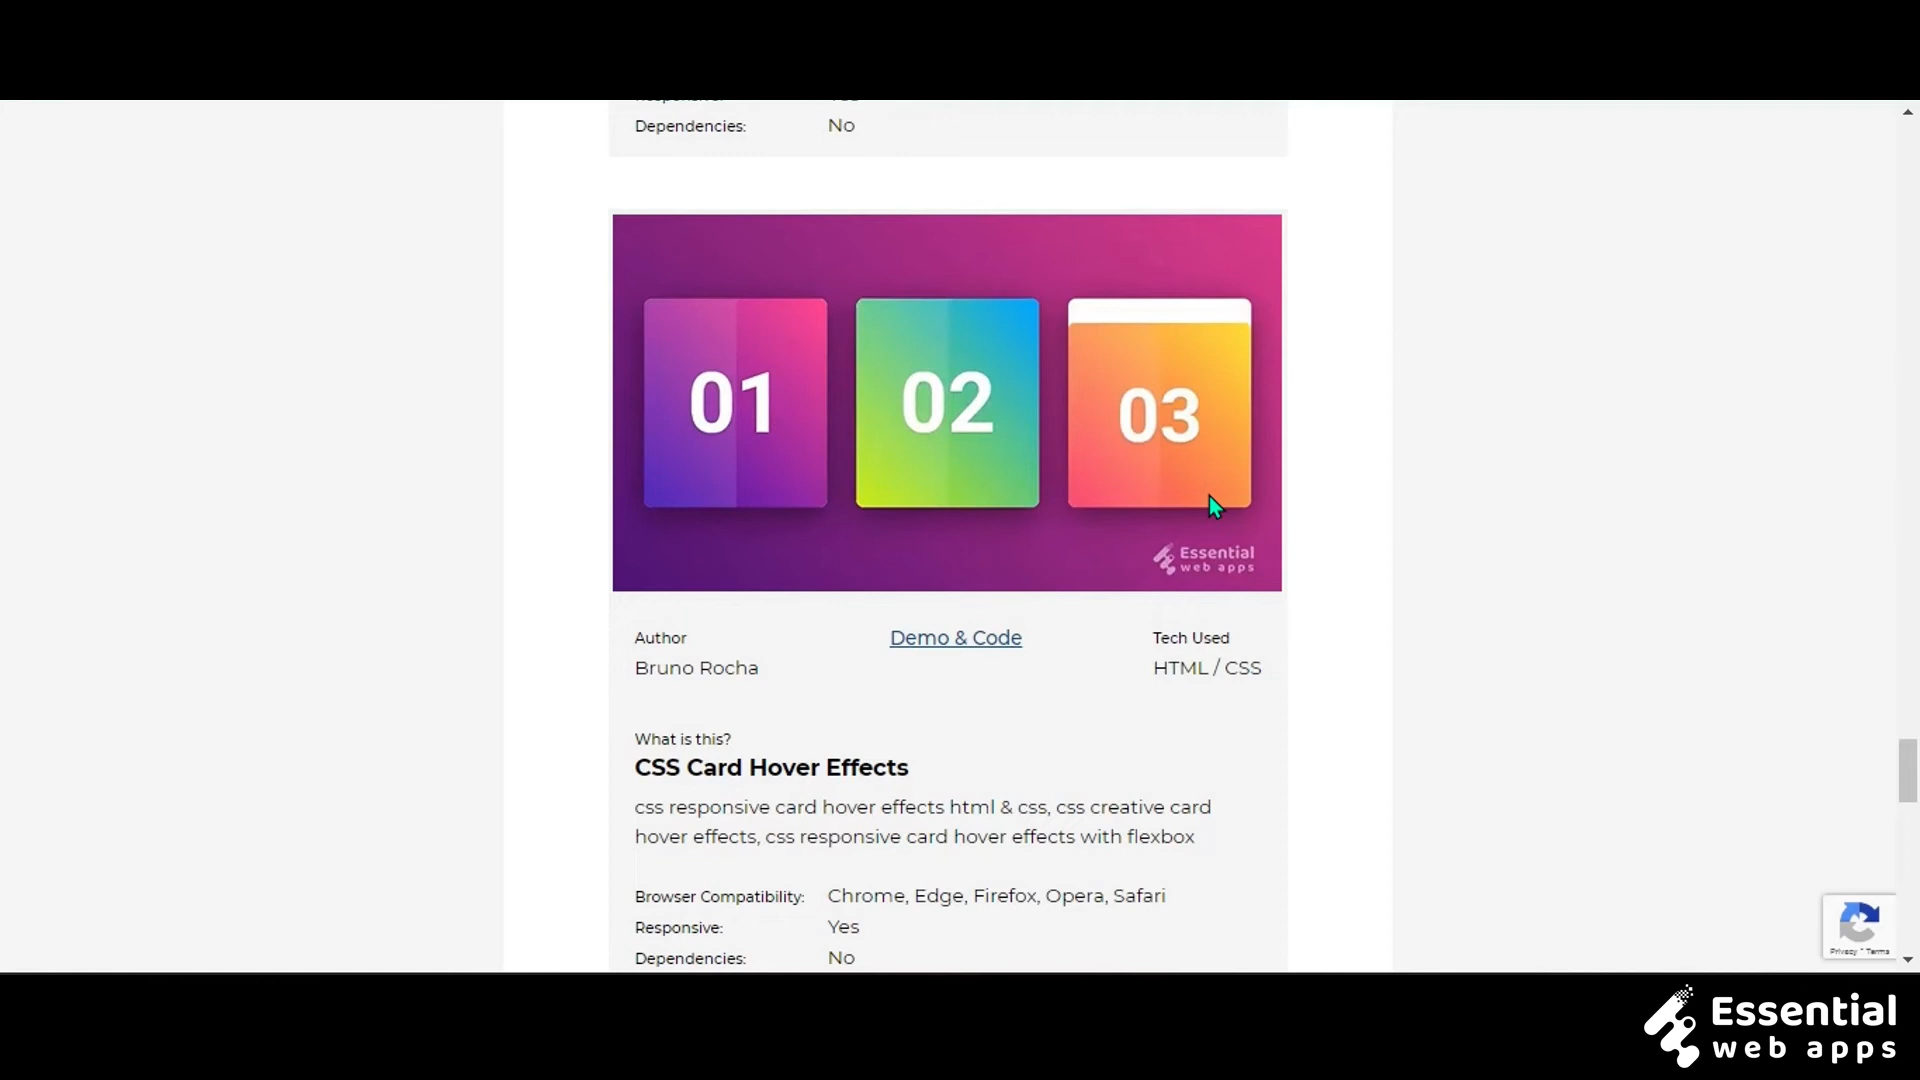 Dependencies: No
01 02 03
Essential
web apps
Author Demo & Code Tech Used
Bruno Rocha HTML / CSS
What is this?
CSS Card Hover Effects
css responsive card hover effects html & css, css creative card
hover effects, css responsive card hover effects with flexbox
Browser Compatibility: Chrome, Edge, Firefox, Opera, Safari
Responsive: Yes
Dependencies: No
Privacy - Terms
Essential
web apps